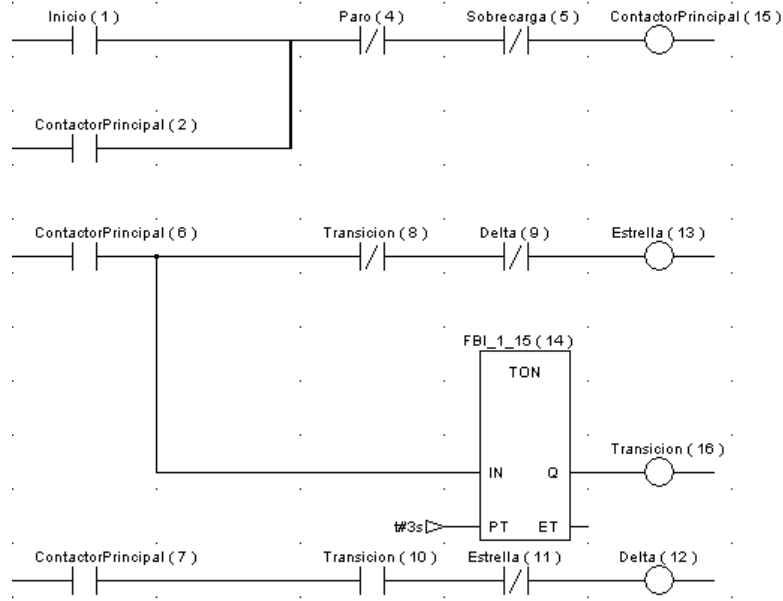 Inicio ( 1 ) Paro ( 4 ) Sobrecarga ( 5 ) ContactorPrincipal ( 15 )
ContactorPrincipal ( 2 )
ContactorPrincipal ( 6 ) Transicion ( 8 ) Delta ( 9 ) Estrella ( 13 )
FBI_1_15 ( 14 )
TON
Transicion ( 16 )
IN Q
t#3s PT ET
ContactorPrincipal ( 7 ) Transicion ( 10 ) Estrella ( 11 ) Delta ( 12 )